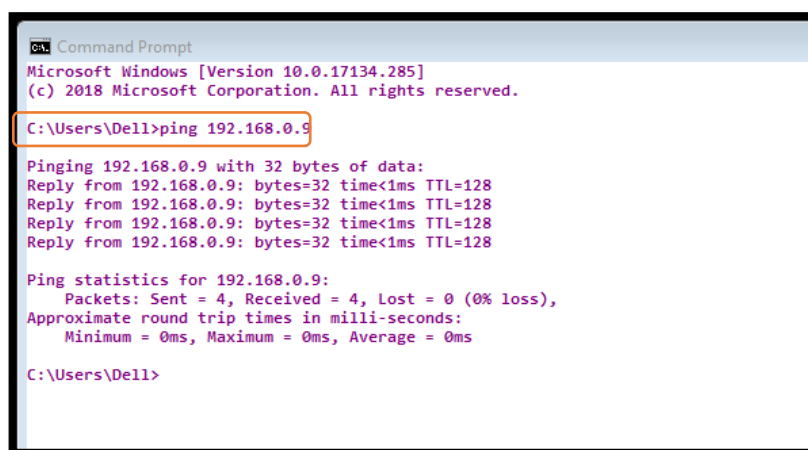 Command Prompt
Microsoft Windows [Version 10.0.17134.285]
(c) 2018 Microsoft Corporation. All rights reserved.
C:\Users\Dell>ping 192.168.0.9
Pinging 192.168.0.9 with 32 bytes of data:
Reply from 192.168.0.9: bytes=32 time<1ms TTL=128
Reply from 192.168.0.9: bytes=32 time<1ms TTL=128
Reply from 192.168.0.9: bytes=32 time<1ms TTL=128
Reply from 192.168.0.9: bytes=32 time<1ms TTL=128
Ping statistics for 192.168.0.9:
    Packets: Sent = 4, Received = 4, Lost = 0 (0% loss),
Approximate round trip times in milli-seconds:
    Minimum = 0ms, Maximum = 0ms, Average = 0ms
C:\Users\Dell>